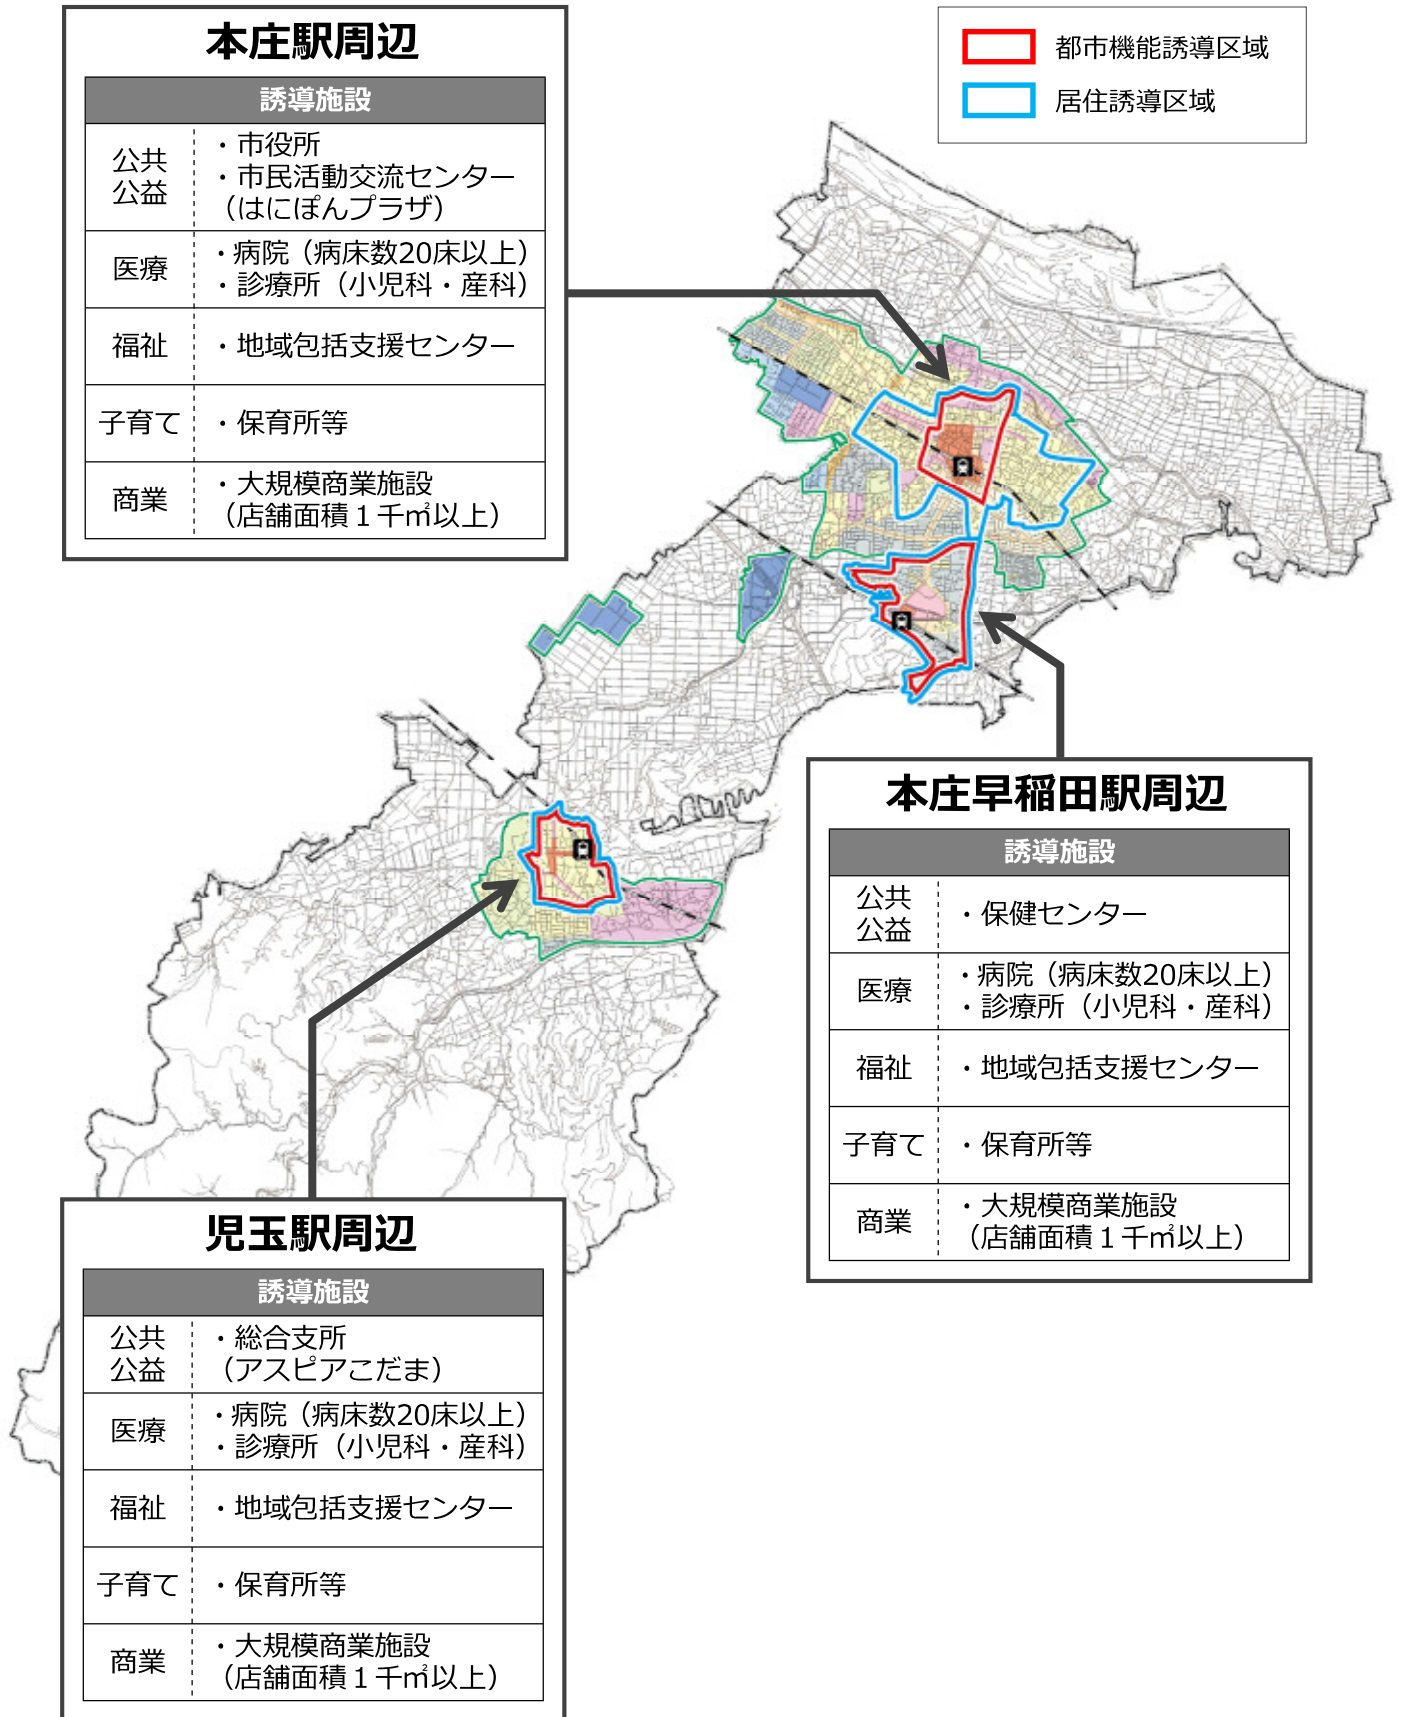 本庄駅周辺
誘導施設
公共
公益
・市役所
・市民活動交流センター
（はにぽんプラザ）
医療
・病院（病床数20床以上）
・診療所（小児科・産科）
福祉
・地域包括支援センター
子育て
・保育所等
商業
・大規模商業施設
（店舗面積１千㎡以上）
都市機能誘導区域
居住誘導区域
本庄早稲田駅周辺
誘導施設
公共
公益
・保健センター
医療
・病院（病床数20床以上）
・診療所（小児科・産科）
福祉
・地域包括支援センター
子育て
・保育所等
商業
・大規模商業施設
（店舗面積１千㎡以上）
児玉駅周辺
誘導施設
公共
公益
・総合支所
（アスピアこだま）
医療
・病院（病床数20床以上）
・診療所（小児科・産科）
福祉
・地域包括支援センター
子育て
・保育所等
商業
・大規模商業施設
（店舗面積１千㎡以上）